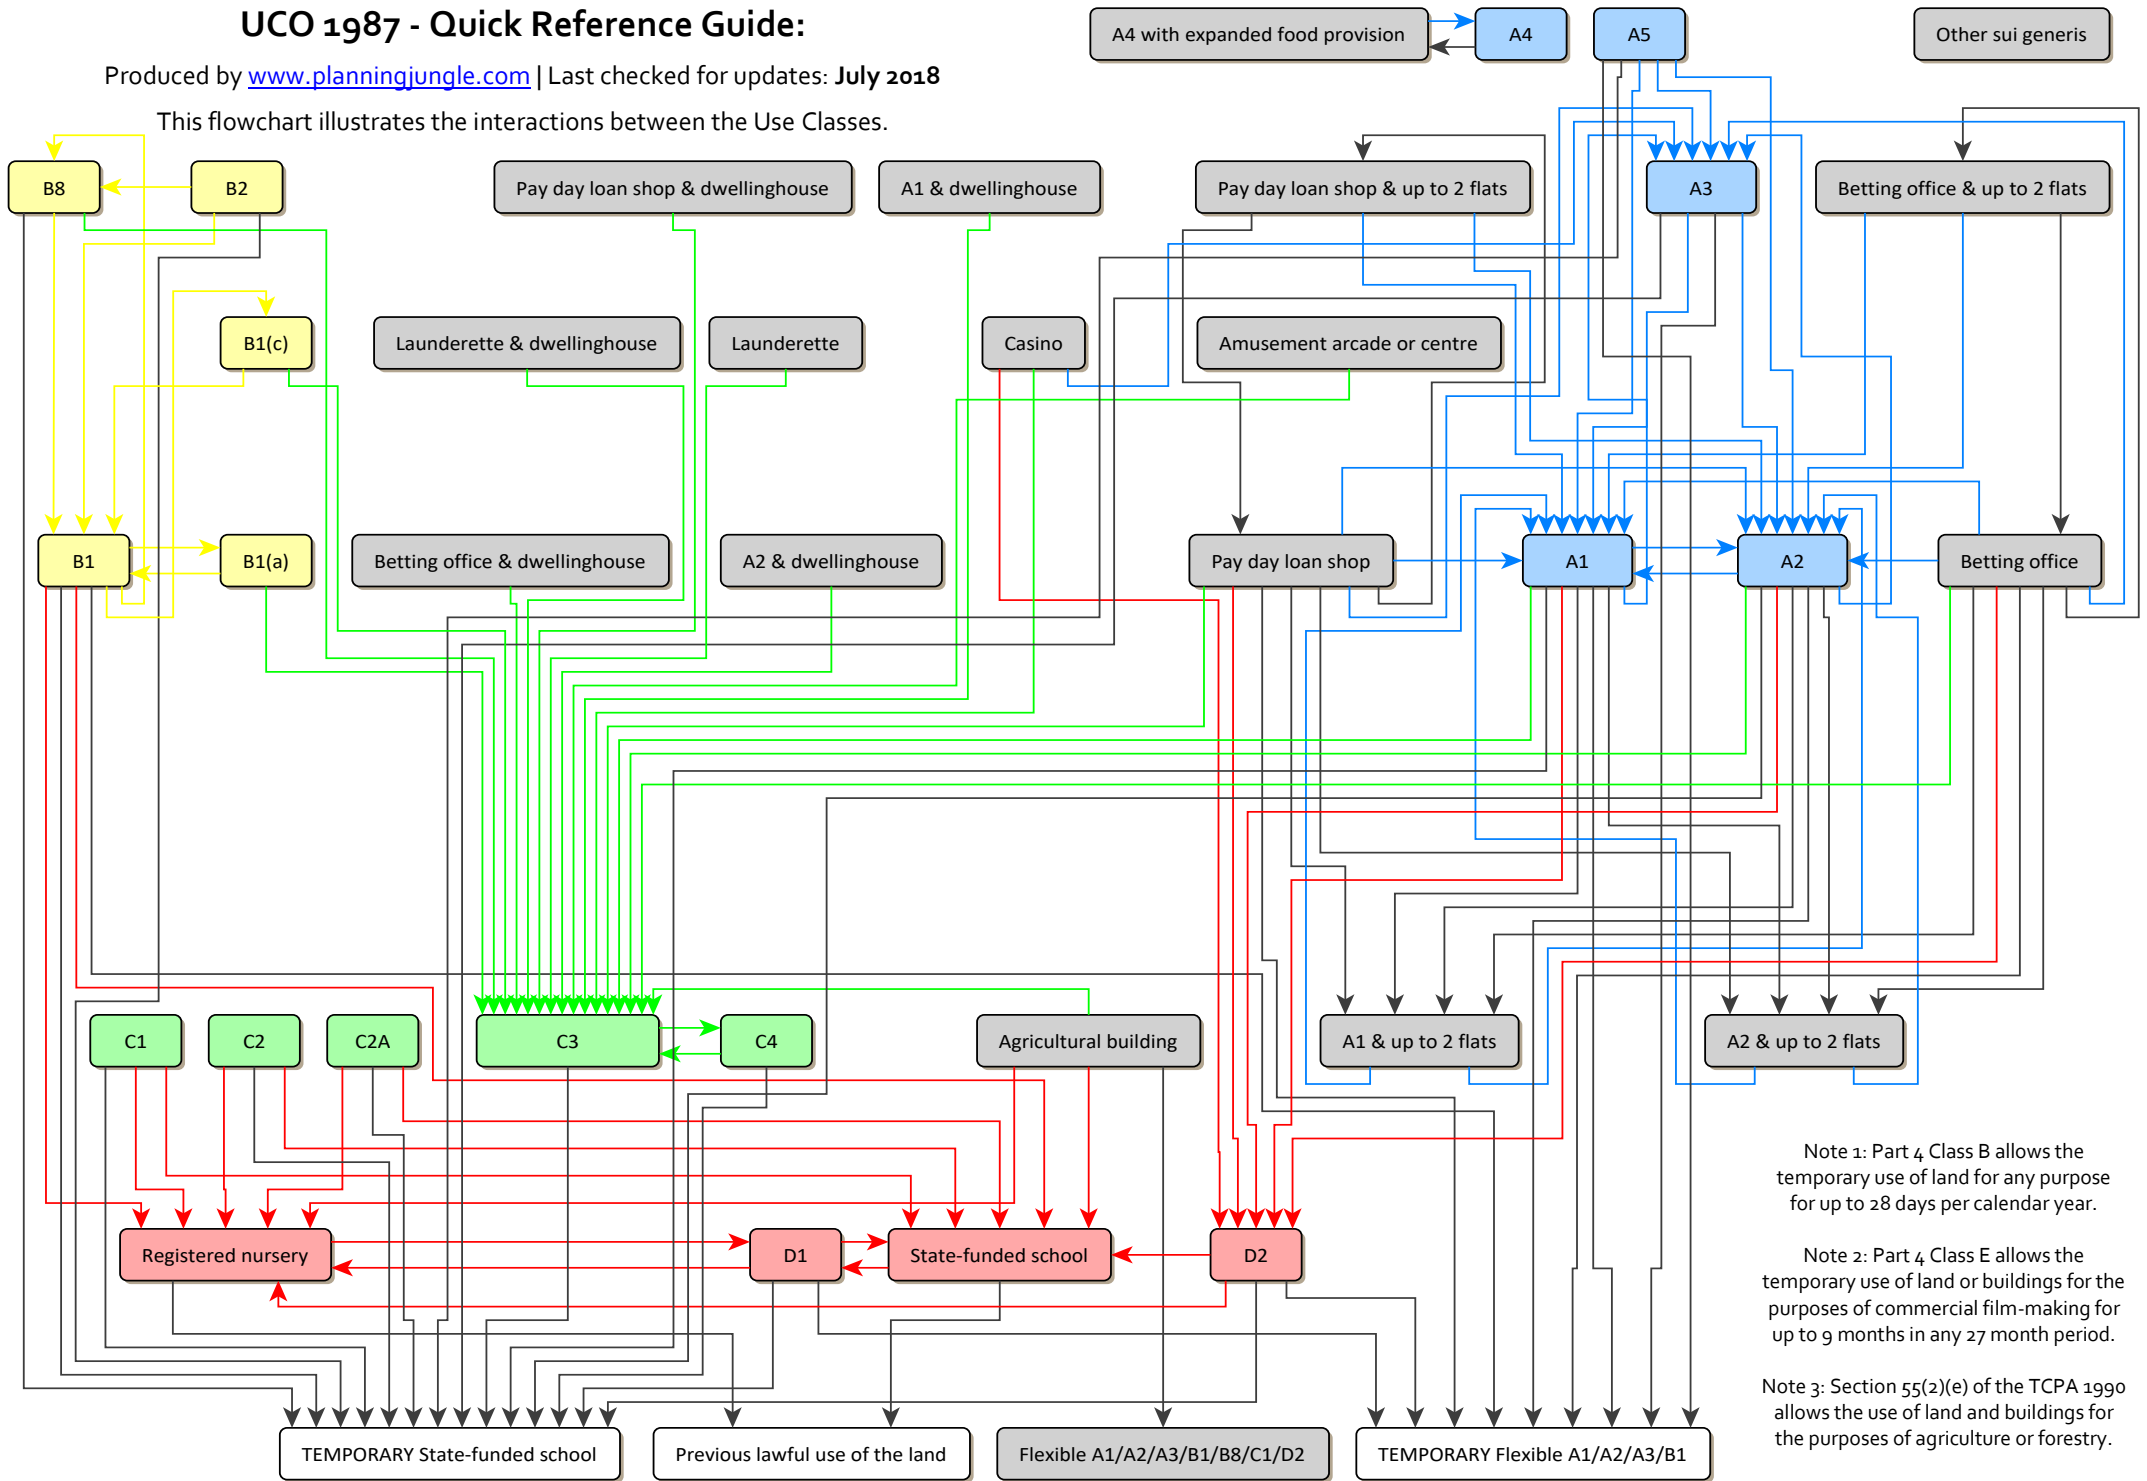 UCO 1987 - Quick Reference Guide:
Produced by www.planningjungle.com | Last checked for updates: July 2018
This flowchart illustrates the interactions between the Use Classes.
A4 with expanded food provision
A4
A5
Other sui generis
B8
B2
Pay day loan shop & dwellinghouse
A1 & dwellinghouse
Pay day loan shop & up to 2 flats
A3
Betting office & up to 2 flats
B1(c)
Launderette & dwellinghouse
Launderette
Casino
Amusement arcade or centre
B1
B1(a)
Betting office & dwellinghouse
A2 & dwellinghouse
Pay day loan shop
A1
A2
Betting office
C1
C2
C2A
C3
C4
Agricultural building
A1 & up to 2 flats
A2 & up to 2 flats
Registered nursery
D1
State-funded school
D2
Note 1: Part 4 Class B allows the
temporary use of land for any purpose
for up to 28 days per calendar year.
Note 2: Part 4 Class E allows the
temporary use of land or buildings for the
purposes of commercial film-making for
up to 9 months in any 27 month period.
Note 3: Section 55(2)(e) of the TCPA 1990
allows the use of land and buildings for
the purposes of agriculture or forestry.
TEMPORARY State-funded school
Previous lawful use of the land
Flexible A1/A2/A3/B1/B8/C1/D2
TEMPORARY Flexible A1/A2/A3/B1